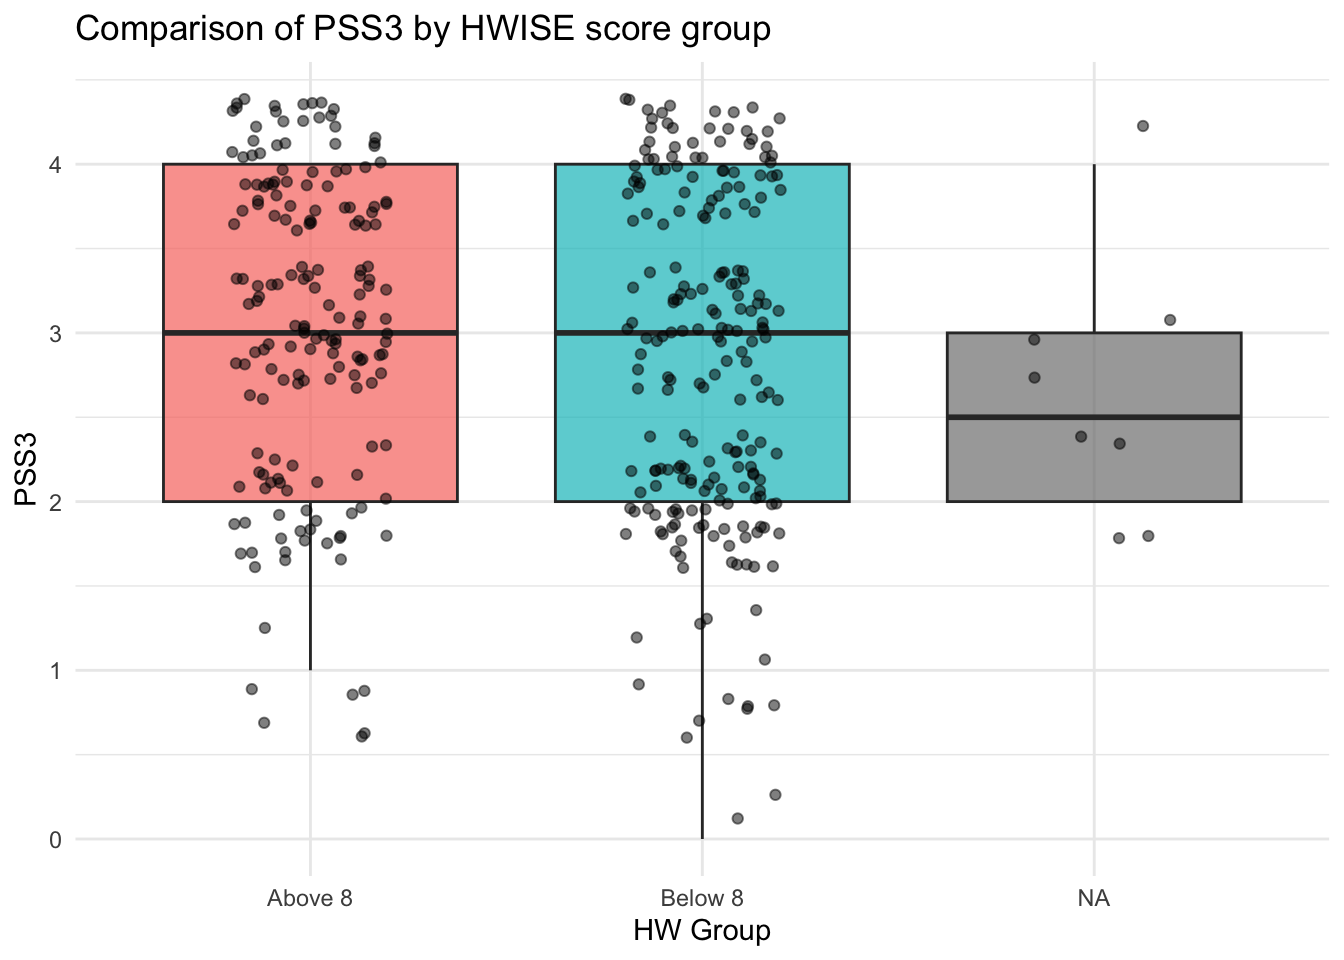 Comparison of PSS3 by HWISE score group
PSS3
4
3
2
1
0
Above 8
Below 8
NA
HW Group